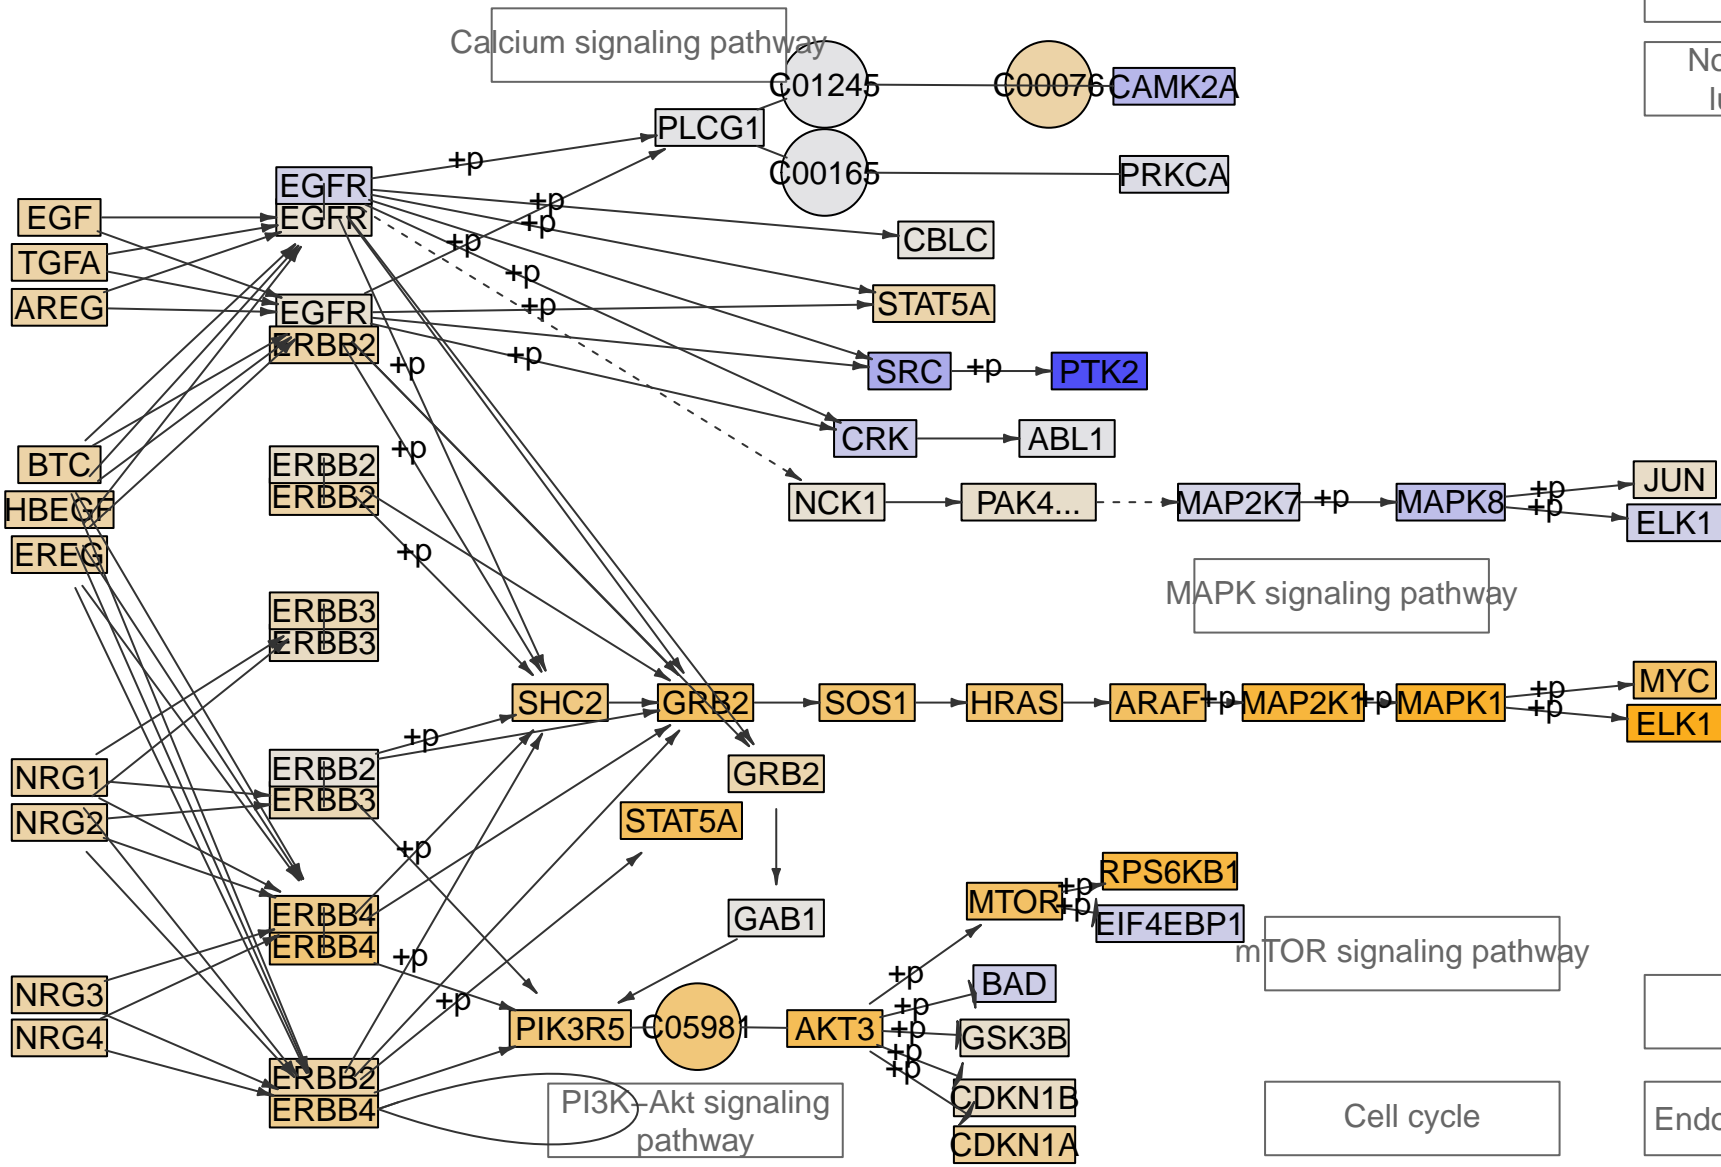 Calcium signaling pathway
No
lu
C01245
C00076
CAMK2A
PLCG1
+p
C00165
PRKCA
EGFR
EGFR
EGF
TGFA
AREG
+p
+p
+p
CBLC
+p
EGFR
ERBB2
+p
STAT5A
+p
+p
SRC
+p
PTK2
CRK
ABL1
+p
BTC
HBEGF
EREG
ERBB2
ERBB2
NCK1
PAK4...
MAP2K7
+p
MAPK8
+p
+p
JUN
ELK1
+p
MAPK signaling pathway
ERBB3
ERBB3
SHC2
GRB2
SOS1
HRAS
ARAF
+p
MAP2K1
+p
MAPK1
+p
+p
MYC
ELK1
+p
ERBB2
ERBB3
NRG1
NRG2
GRB2
STAT5A
+p
ERBB4
ERBB4
GAB1
MTOR
+p
+p
RPS6KB1
EIF4EBP1
mTOR signaling pathway
+p
+p
NRG3
NRG4
+p
BAD
PIK3R5
C05981
AKT3
+p
+p
+p
+p
GSK3B
ERBB2
ERBB4
PI3K−Akt signaling
pathway
CDKN1B
CDKN1A
Cell cycle
Endo